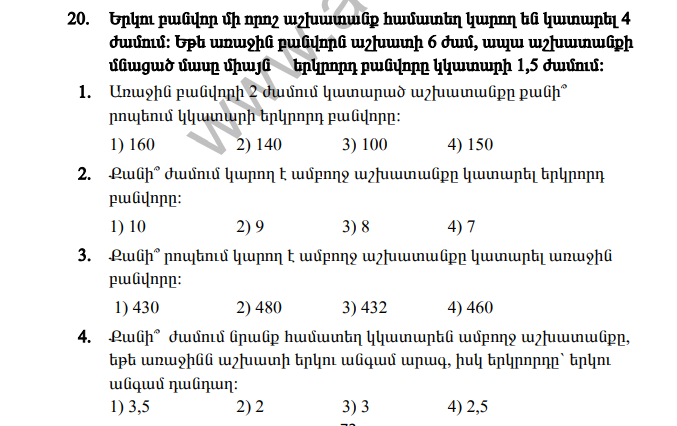 20. Երկու բանվոր մի որոշ աշխատանք համատեղ կարող են կատարել 4
ժամում: Եթե առաջին բանվորն աշխատի 6 ժամ, ապա աշխատանքի
մնացած մասը միայն երկրորդ բանվորը կկատարի 1,5 ժամում:
1. Առաջին բանվորի 2 ժամում կատարած աշխատանքը քանի՞
րոպեում կկատարի երկրորդ բանվորը:
1) 160 2) 140 3) 100 4) 150
2. Քանի՞ ժամում կարող է ամբողջ աշխատանքը կատարել երկրորդ
բանվորը:
1) 10 2) 9 3) 8 4) 7
3. Քանի՞ րոպեում կարող է ամբողջ աշխատանքը կատարել առաջին
բանվորը:
1) 430 2) 480 3) 432 4) 460
4. Քանի՞ ժամում նրանք համատեղ կկատարեն ամբողջ աշխատանքը,
եթե առաջինն աշխատի երկու անգամ արագ, իսկ երկրորդը՝ երկու
անգամ դանդաղ:
1) 3,5 2) 2 3) 3 4) 2,5
www.a